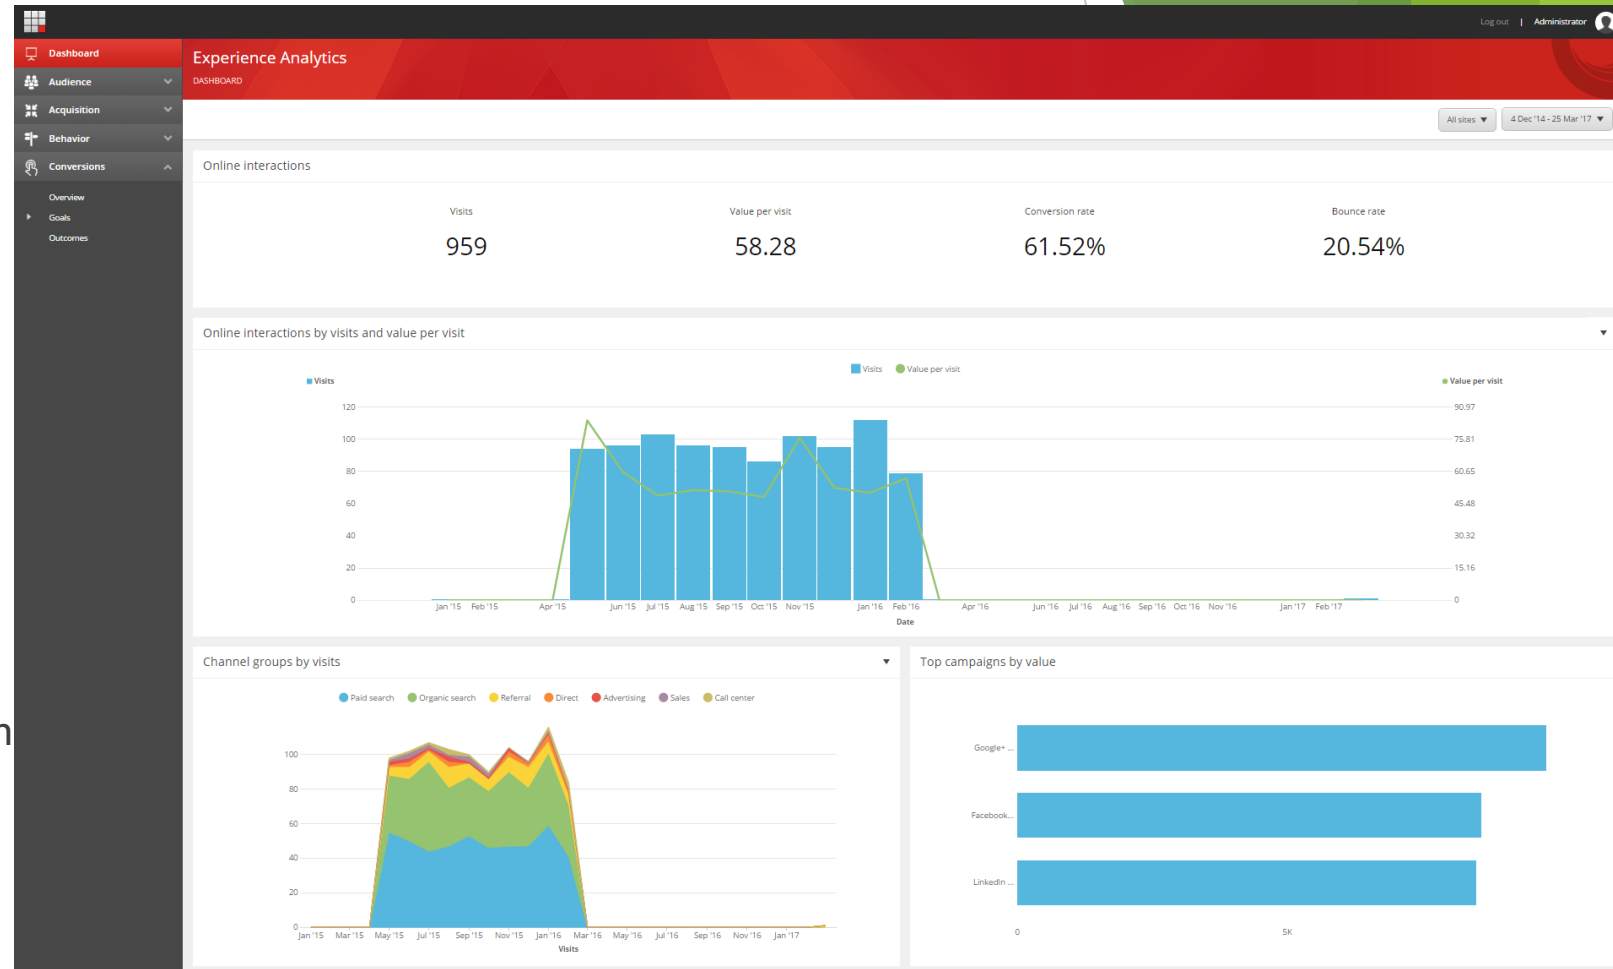 Log out | Administrator
Dashboard
Audience
Acquisition
Behavior
Conversions
Overview
Goals
Outcomes
Experience Analytics
DASHBOARD
All sites
4 Dec '14 - 25 Mar '17
Online interactions
Visits Value per visit Conversion rate Bounce rate
959 58.28 61.52% 20.54%
Online interactions by visits and value per visit
Visits Value per visit
Visits Value per visit
120 90.97
100 75.81
80 60.65
60 45.48
40 30.32
20 15.16
0 0
Jan '15 Feb '15 Apr '15 Jun '15 Jul '15 Aug '15 Sep '15 Oct '15 Nov '15 Jan '16 Feb '16 Apr '16 Jun '16 Jul '16 Aug '16 Sep '16 Oct '16 Nov '16 Jan '17 Feb '17
Date
Channel groups by visits
Paid search Organic search Referral Direct Advertising Sales Call center
100
80
60
40
20
0
Jan '15 Mar '15 May '15 Jul '15 Sep '15 Nov '15 Jan '16 Mar '16 May '16 Jul '16 Sep '16 Nov '16 Jan '17
Visits
Top campaigns by value
Google+ ...
Facebook...
LinkedIn ...
0 5K